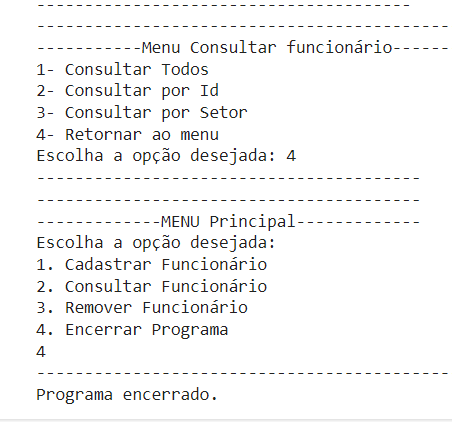 ---------------------------------------
-------------------------------------------
-----------Menu Consultar funcionário------
1- Consultar Todos
2- Consultar por Id
3- Consultar por Setor
4- Retornar ao menu
Escolha a opção desejada: 4
----------------------------------------
----------------------------------------
-------------MENU Principal-------------
Escolha a opção desejada:
1. Cadastrar Funcionário
2. Consultar Funcionário
3. Remover Funcionário
4. Encerrar Programa
4
-------------------------------------------
Programa encerrado.